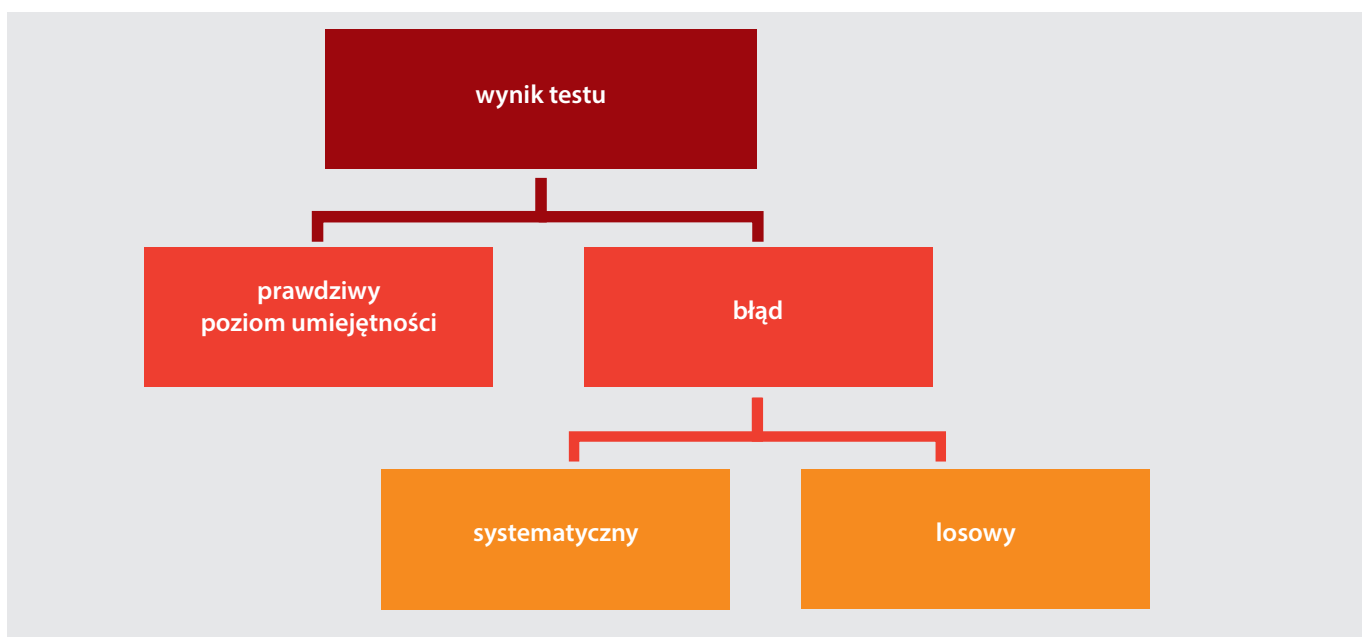 wynik testu
prawdziwy
poziom umiejętności
błąd
systematyczny
losowy